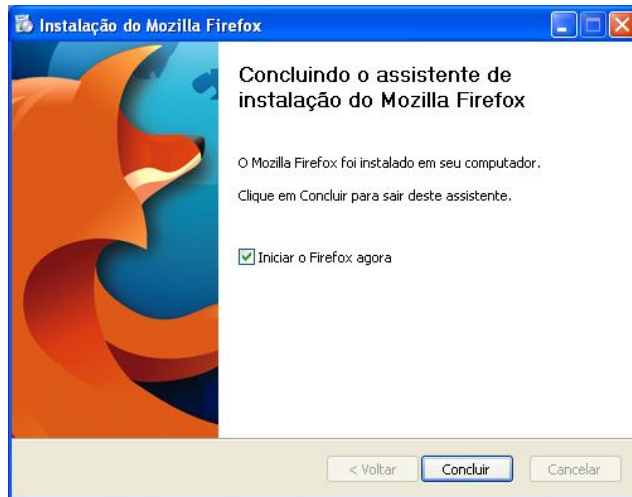 Instalação do Mozilla Firefox
Concluindo o assistente de
instalação do Mozilla Firefox
O Mozilla Firefox foi instalado em seu computador.
Clique em Concluir para sair deste assistente.
Iniciar o Firefox agora
< Voltar
Concluir
Cancelar